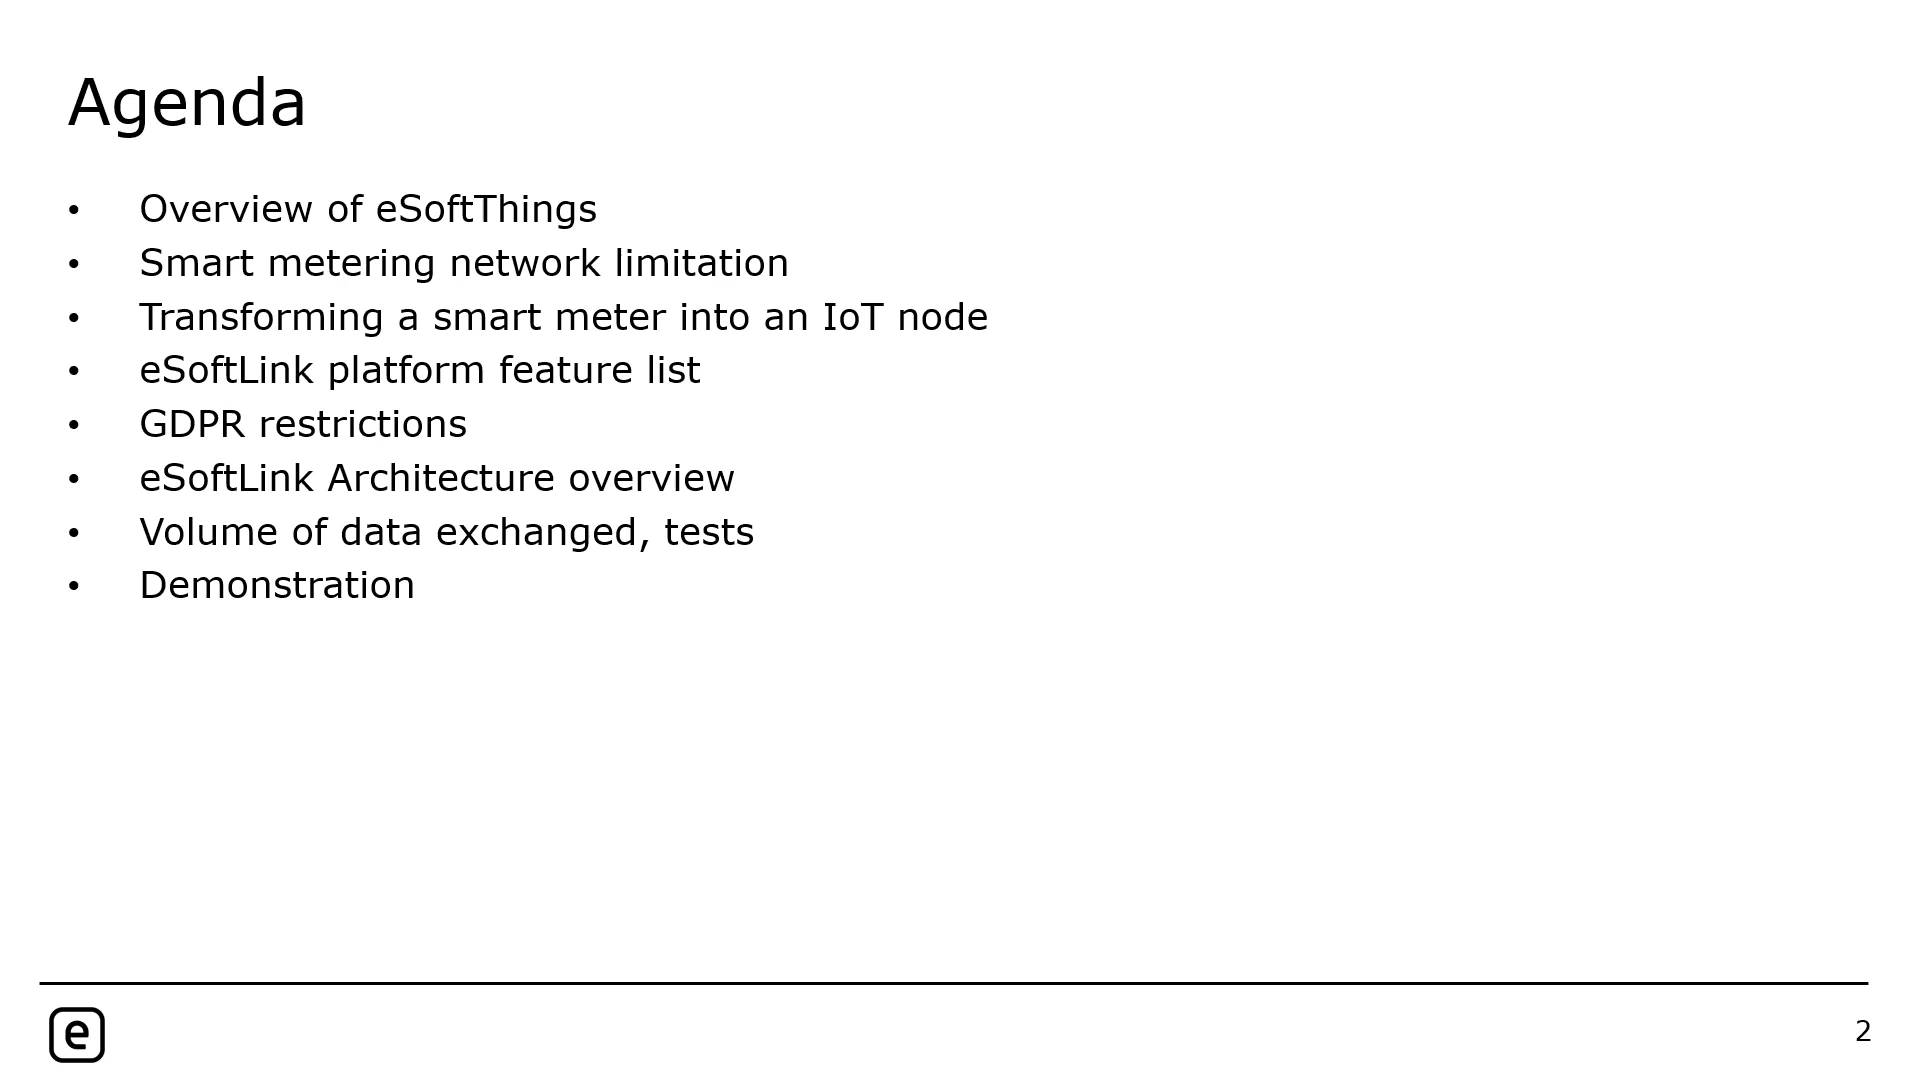 Agenda
• Overview of eSoftThings
• Smart metering network limitation
• Transforming a smart meter into an IoT node
• eSoftLink platform feature list
• GDPR restrictions
• eSoftLink Architecture overview
• Volume of data exchanged, tests
• Demonstration
e
2